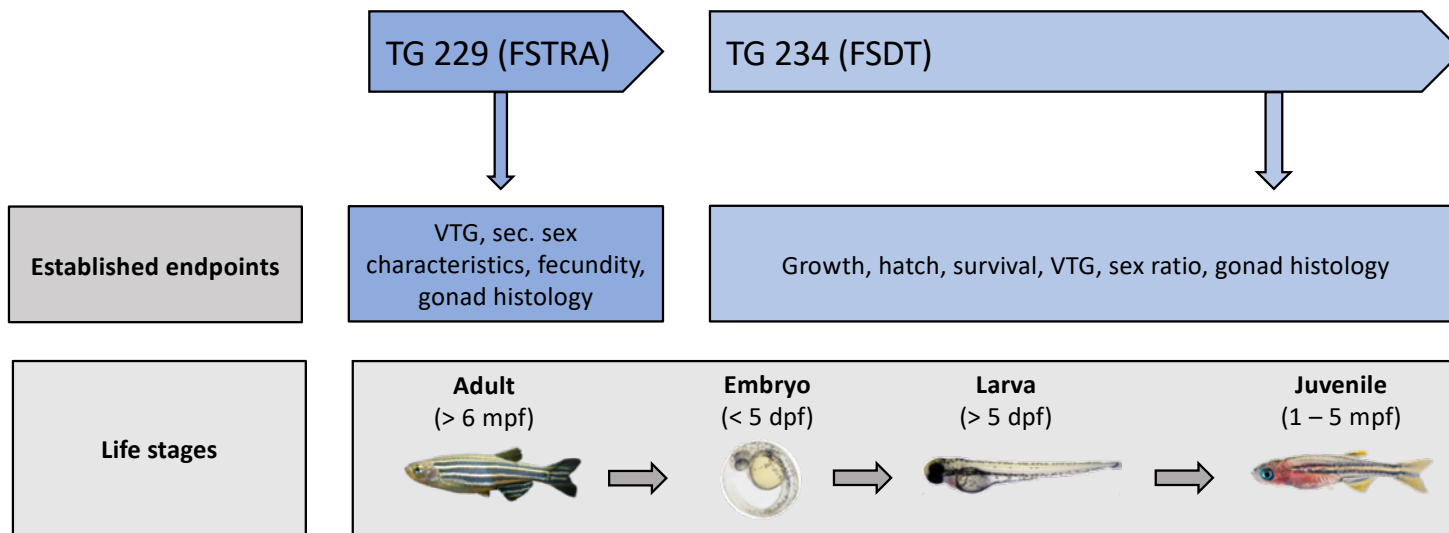 TG 229 (FSTRA)
TG 234 (FSDT)
Established endpoints
VTG, sec. sex
characteristics, fecundity,
gonad histology
Growth, hatch, survival, VTG, sex ratio, gonad histology
Life stages
Adult
(> 6 mpf)
Embryo
(< 5 dpf)
Larva
(> 5 dpf)
Juvenile
(1 – 5 mpf)